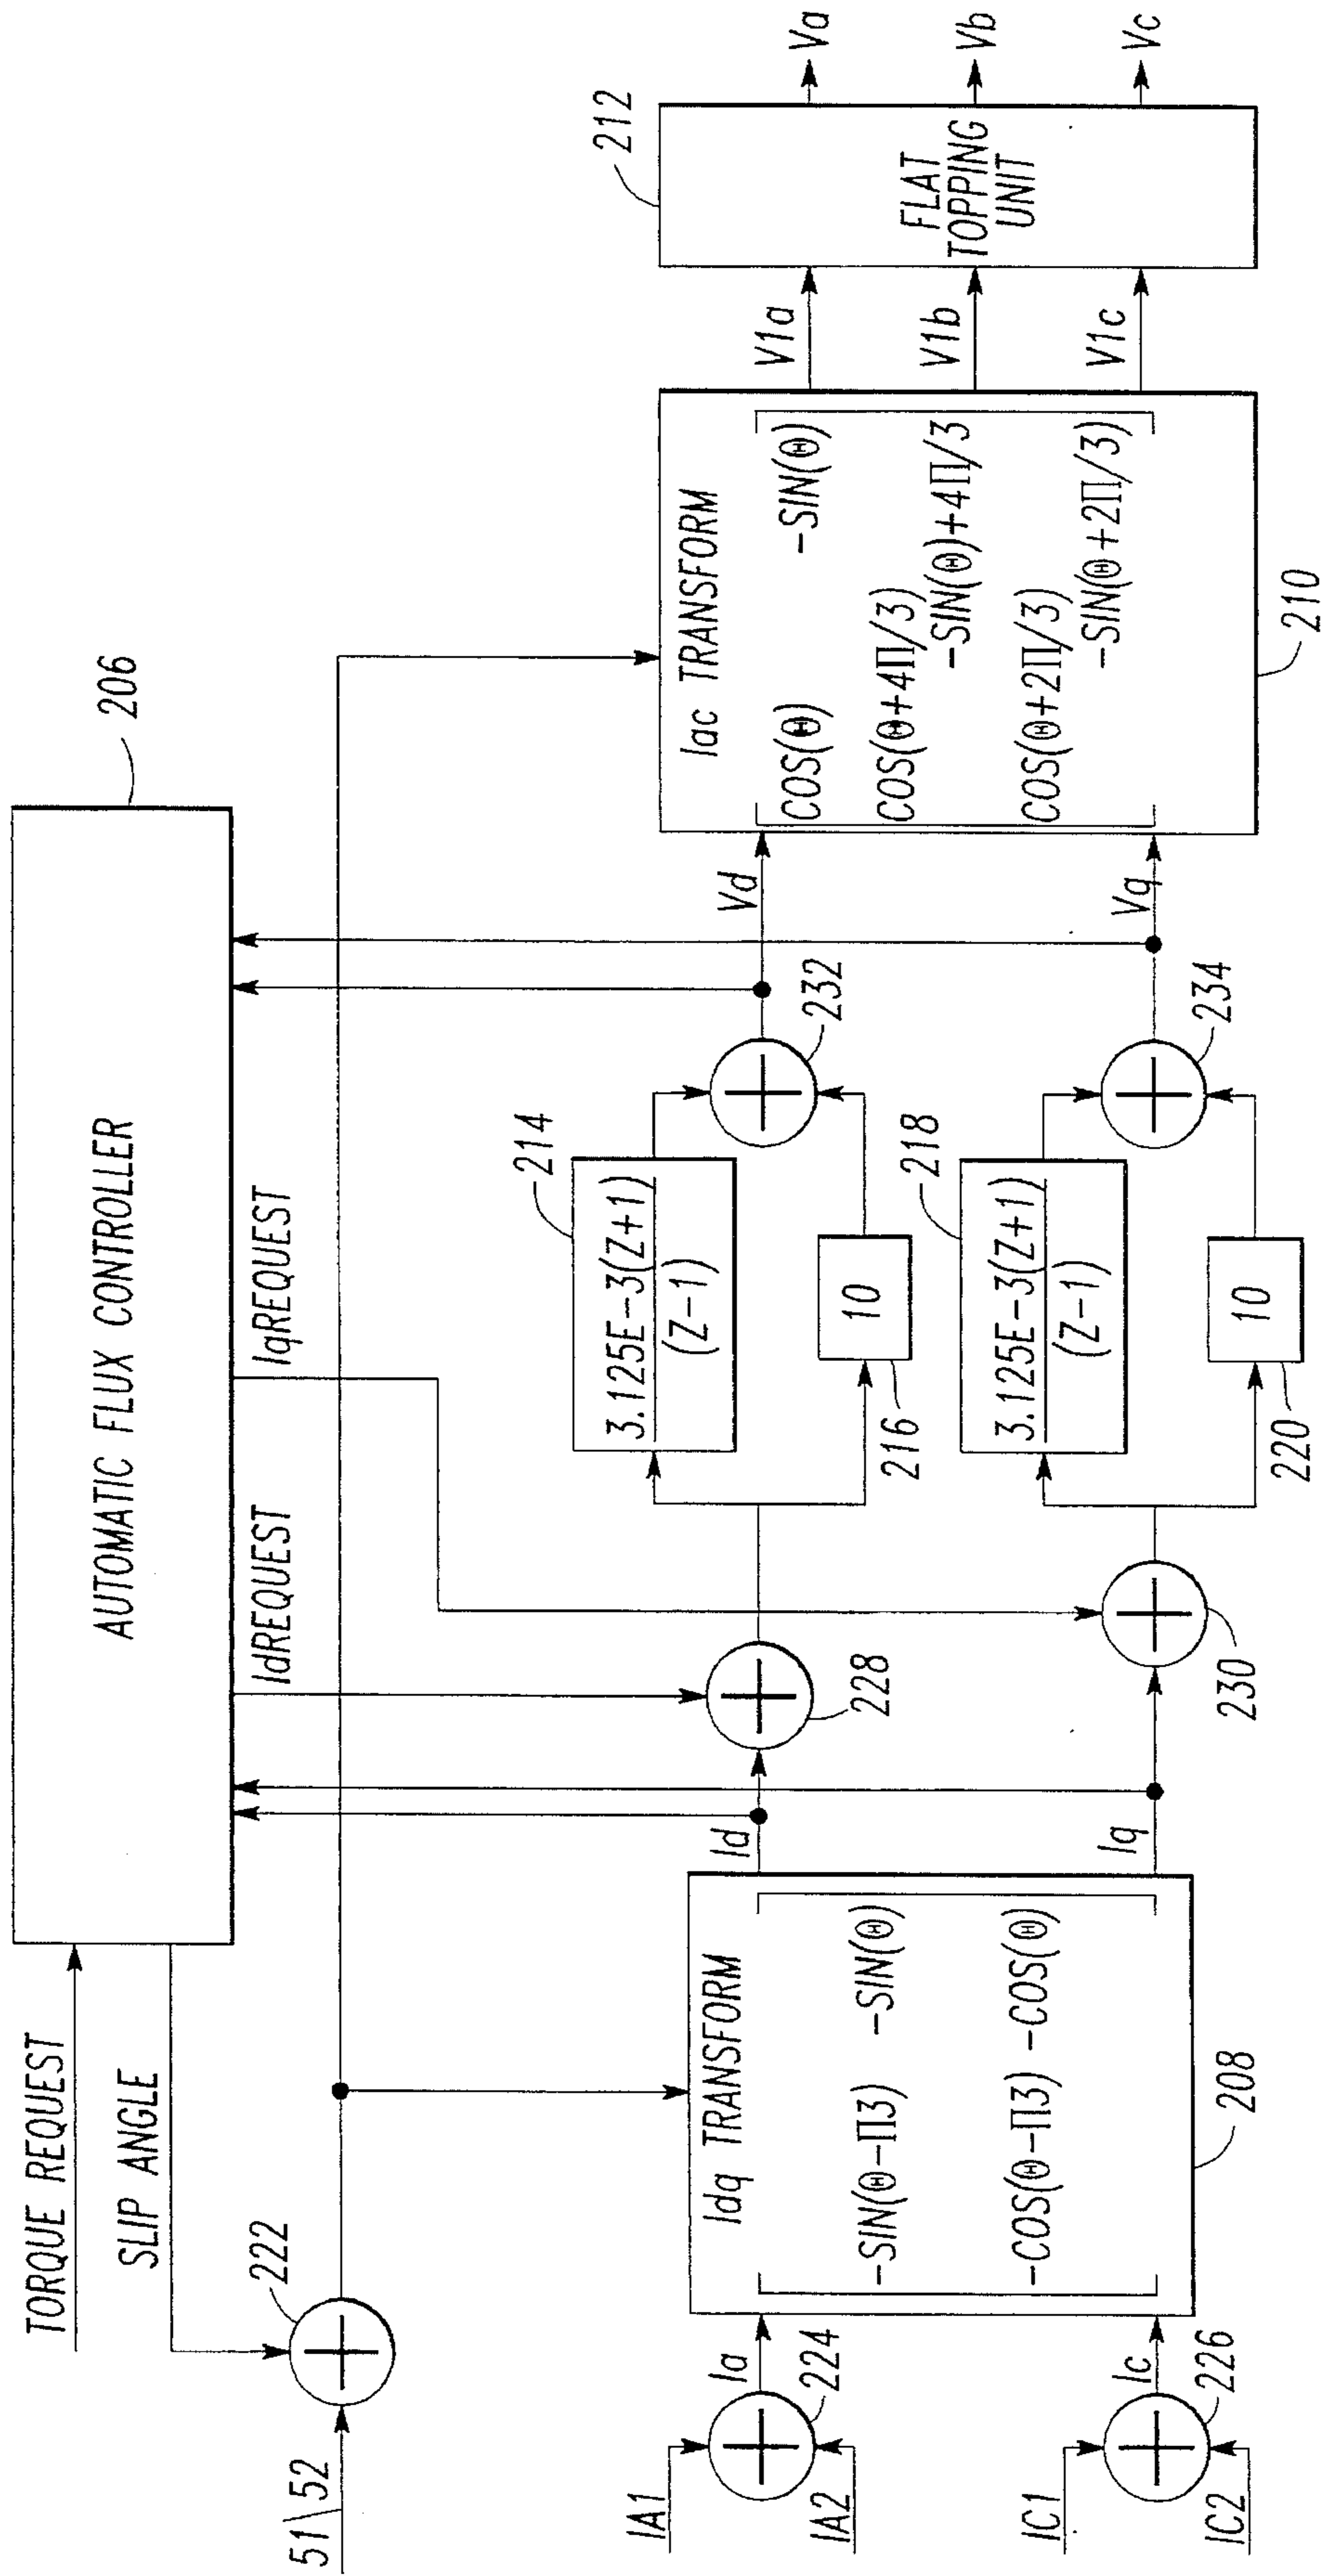 TORQUE REQUEST
SLIP ANGLE
AUTOMATIC FLUX CONTROLLER
206
222
51\52
IdREQUEST
IqREQUEST
IA1
IA2
Ia
224
IC1
IC2
Ic
226
Idq TRANSFORM
-SIN(Θ-Π3) -SIN(Θ)
-COS(Θ-Π3) -COS(Θ)
208
Id
Iq
228
230
214
3.125E-3(Z+1)
(Z-1)
10
216
218
3.125E-3(Z+1)
(Z-1)
10
220
232
234
Vd
Vq
Iac TRANSFORM
COS(Θ) -SIN(Θ)
COS(Θ+4Π/3)
-SIN(Θ)+4Π/3
COS(Θ+2Π/3)
-SIN(Θ+2Π/3)
210
V1a
V1b
V1c
212
FLAT
TOPPING
UNIT
Va
Vb
Vc